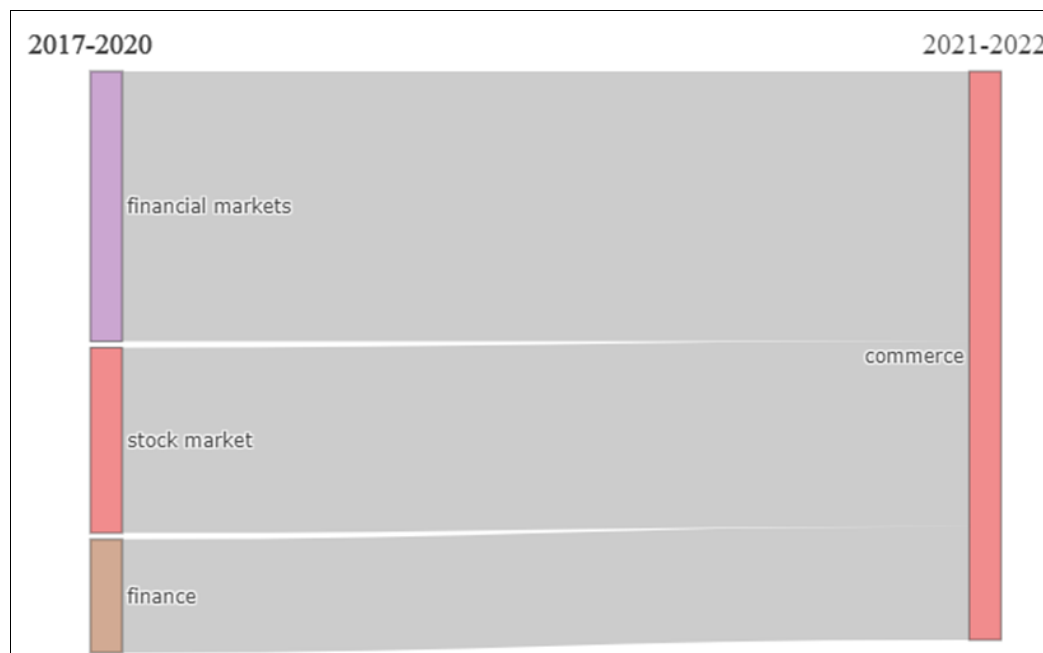 2017-2020
2021-2022
financial markets
commerce
stock market
finance